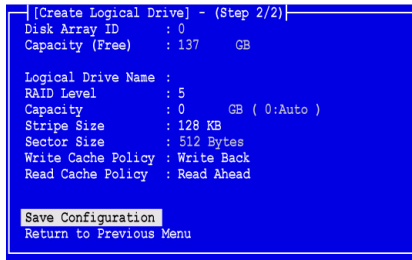 [Create Logical Drive] - (Step 2/2)
Disk Array ID : 0
Capacity (Free) : 137 GB
Logical Drive Name :
RAID Level : 5
Capacity : 0 GB ( 0:Auto )
Stripe Size : 128 KB
Sector Size : 512 Bytes
Write Cache Policy : Write Back
Read Cache Policy : Read Ahead
Save Configuration
Return to Previous Menu